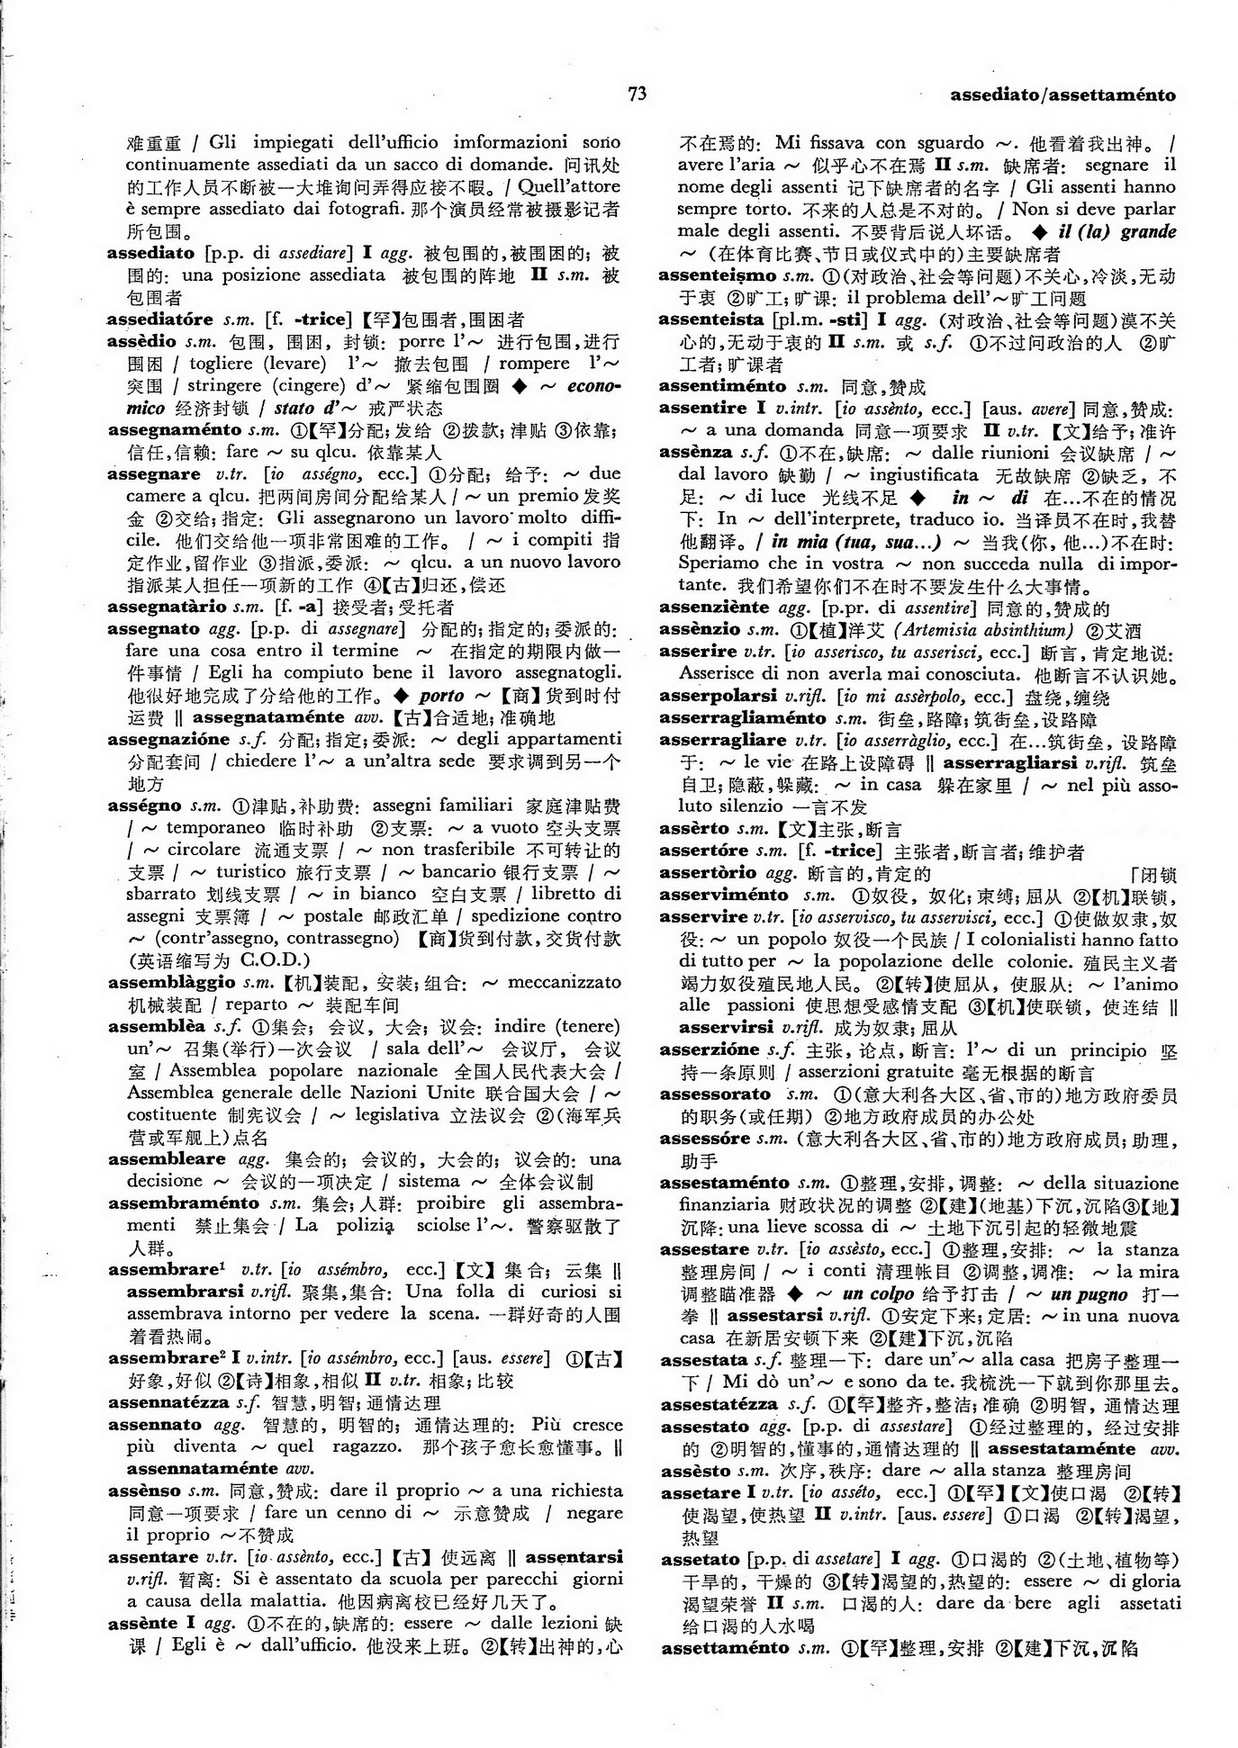 73
assediato/assettaménto
难重重 / Gli impiegati dell'ufficio imformazioni sono
continuamente assediati da un sacco di domande. 问讯处
的工作人员不断被一大堆询问弄得应接不暇。/ Quell'attore
è sempre assediato dai fotografi. 那个演员经常被摄影记者
所包围。
assediato [p.p. di assediare] I agg. 被包围的,被围困的; 被
围的: una posizione assediata 被包围的阵地 II s.m. 被
包围者
assediatóre s.m. [f. -trice]【罕】包围者,围困者
assèdio s.m. 包围, 围困, 封锁: porre l'～ 进行包围,进行
围困 / togliere (levare) l'～ 撤去包围 / rompere l'～
突围 / stringere (cingere) d'～ 紧缩包围圈 ◆ ～ econo-
mico 经济封锁 / stato d'～ 戒严状态
assegnaménto s.m. ①【罕】分配; 发给 ②拨款; 津贴 ③依靠;
信任,信赖: fare ～ su qlcu. 依靠某人
assegnare v.tr. [io asségno, ecc.] ①分配; 给予: ～ due
camere a qlcu. 把两间房间分配给某人 / ～ un premio 发奖
金 ②交给; 指定: Gli assegnarono un lavoro molto diffi-
cile. 他们交给他一项非常困难的工作。 / ～ i compiti 指
定作业,留作业 ③指派,委派: ～ qlcu. a un nuovo lavoro
指派某人担任一项新的工作 ④【古】归还,偿还
assegnatàrio s.m. [f. -a] 接受者; 受托者
assegnato agg. [p.p. di assegnare] 分配的; 指定的; 委派的:
fare una cosa entro il termine ～ 在指定的期限内做一
件事情 / Egli ha compiuto bene il lavoro assegnatogli.
他很好地完成了分给他的工作。◆ porto ～【商】货到时付
运费 ‖ assegnataménte avv.【古】合适地; 准确地
assegnazióne s.f. 分配; 指定; 委派: ～ degli appartamenti
分配套间 / chiedere l'～ a un'altra sede 要求调到另一个
地方
asségno s.m. ①津贴,补助费: assegni familiari 家庭津贴费
/ ～ temporaneo 临时补助 ②支票: ～ a vuoto 空头支票
/ ～ circolare 流通支票 / ～ non trasferibile 不可转让的
支票 / ～ turistico 旅行支票 / ～ bancario 银行支票 / ～
sbarrato 划线支票 / ～ in bianco 空白支票 / libretto di
assegni 支票簿 / ～ postale 邮政汇单 / spedizione contro
～ (contr'assegno, contrassegno) 【商】货到付款,交货付款
(英语缩写为 C.O.D.)
assemblàggio s.m.【机】装配, 安装; 组合: ～ meccanizzato
机械装配 / reparto ～ 装配车间
assemblèa s.f. ①集会; 会议, 大会; 议会: indire (tenere)
un'～ 召集(举行)一次会议 / sala dell'～ 会议厅, 会议
室 / Assemblea popolare nazionale 全国人民代表大会 /
Assemblea generale delle Nazioni Unite 联合国大会 / ～
costituente 制宪议会 / ～ legislativa 立法议会 ②(海军兵
营或军舰上)点名
assembleare agg. 集会的; 会议的, 大会的; 议会的: una
decisione ～ 会议的一项决定 / sistema ～ 全体会议制
assembraménto s.m. 集会; 人群: proibire gli assembra-
menti 禁止集会 / La polizia sciolse l'～. 警察驱散了
人群。
assembrare¹ v.tr. [io assémbro, ecc.]【文】集合; 云集 ‖
assembrarsi v.rifl. 聚集,集合: Una folla di curiosi si
assembrava intorno per vedere la scena. 一群好奇的人围
着看热闹。
assembrare² I v.intr. [io assémbro, ecc.] [aus. essere] ①【古】
好象,好似 ②【诗】相象,相似 II v.tr. 相象; 比较
assennatézza s.f. 智慧,明智; 通情达理
assennato agg. 智慧的, 明智的; 通情达理的: Più cresce
più diventa ～ quel ragazzo. 那个孩子愈长愈懂事。‖
assennataménte avv.
assènso s.m. 同意,赞成: dare il proprio ～ a una richiesta
同意一项要求 / fare un cenno di ～ 示意赞成 / negare
il proprio ～不赞成
assentare v.tr. [io assènto, ecc.]【古】使远离 ‖ assentarsi
v.rifl. 暂离: Si è assentato da scuola per parecchi giorni
a causa della malattia. 他因病离校已经好几天了。
assènte I agg. ①不在的,缺席的: essere ～ dalle lezioni 缺
课 / Egli è ～ dall'ufficio. 他没来上班。②【转】出神的,心
不在焉的: Mi fissava con sguardo ～. 他看着我出神。 /
avere l'aria ～ 似乎心不在焉 II s.m. 缺席者: segnare il
nome degli assenti 记下缺席者的名字 / Gli assenti hanno
sempre torto. 不来的人总是不对的。 / Non si deve parlar
male degli assenti. 不要背后说人坏话。 ◆ il (la) grande
～ (在体育比赛、节日或仪式中的)主要缺席者
assenteismo s.m. ①(对政治、社会等问题)不关心,冷淡,无动
于衷 ②旷工; 旷课: il problema dell'～旷工问题
assenteista [pl.m. -sti] I agg. (对政治、社会等问题)漠不关
心的,无动于衷的 II s.m. 或 s.f. ①不过问政治的人 ②旷
工者; 旷课者
assentiménto s.m. 同意,赞成
assentire I v.intr. [io assènto, ecc.] [aus. avere] 同意,赞成:
～ a una domanda 同意一项要求 II v.tr. 【文】给予; 准许
assènza s.f. ①不在,缺席: ～ dalle riunioni 会议缺席 / ～
dal lavoro 缺勤 / ～ ingiustificata 无故缺席 ②缺乏, 不
足: ～ di luce 光线不足 ◆ in ～ di 在…不在的情况
下: In ～ dell'interprete, traduco io. 当译员不在时,我替
他翻译。/ in mia (tua, sua…) ～ 当我(你, 他…)不在时:
Speriamo che in vostra ～ non succeda nulla di impor-
tante. 我们希望你们不在时不要发生什么大事情。
assenziènte agg. [p.pr. di assentire] 同意的,赞成的
assènzio s.m. ①【植】洋艾 (Artemisia absinthium) ②艾酒
asserire v.tr. [io asserisco, tu asserisci, ecc.] 断言,肯定地说:
Asserisce di non averla mai conosciuta. 他断言不认识她。
asserpolarsi v.rifl. [io mi assèrpolo, ecc.] 盘绕,缠绕
asserragliaménto s.m. 街垒,路障; 筑街垒,设路障
asserragliare v.tr. [io asserràglio, ecc.] 在…筑街垒, 设路障
于: ～ le vie 在路上设障碍 ‖ asserragliarsi v.rifl. 筑垒
自卫; 隐蔽,躲藏: ～ in casa 躲在家里 / ～ nel più asso-
luto silenzio 一言不发
assèrto s.m.【文】主张,断言
assertóre s.m. [f. -trice] 主张者,断言者; 维护者
assertòrio agg. 断言的,肯定的 「闭锁
asserviménto s.m. ①奴役, 奴化; 束缚; 屈从 ②【机】联锁,
asservire v.tr. [io asservisco, tu asservisci, ecc.] ①使做奴隶,奴
役: ～ un popolo 奴役一个民族 / I colonialisti hanno fatto
di tutto per ～ la popolazione delle colonie. 殖民主义者
竭力奴役殖民地人民。 ②【转】使屈从, 使服从: ～ l'animo
alle passioni 使思想受感情支配 ③【机】使联锁, 使连结 ‖
asservirsi v.rifl. 成为奴隶; 屈从
asserzióne s.f. 主张, 论点, 断言: l'～ di un principio 坚
持一条原则 / asserzioni gratuite 毫无根据的断言
assessorato s.m. ①(意大利各大区、省、市的)地方政府委员
的职务(或任期) ②地方政府成员的办公处
assessóre s.m. (意大利各大区、省、市的)地方政府成员; 助理,
助手
assestaménto s.m. ①整理,安排, 调整: ～ della situazione
finanziaria 财政状况的调整 ②【建】(地基)下沉,沉陷③【地】
沉降: una lieve scossa di ～ 土地下沉引起的轻微地震
assestare v.tr. [io assèsto, ecc.] ①整理,安排: ～ la stanza
整理房间 / ～ i conti 清理帐目 ②调整,调准: ～ la mira
调整瞄准器 ◆ ～ un colpo 给予打击 / ～ un pugno 打一
拳 ‖ assestarsi v.rifl. ①安定下来; 定居: ～ in una nuova
casa 在新居安顿下来 ②【建】下沉,沉陷
assestata s.f. 整理一下: dare un'～ alla casa 把房子整理一
下 / Mi dò un'～ e sono da te. 我梳洗一下就到你那里去。
assestatézza s.f. ①【罕】整齐,整洁; 准确 ②明智, 通情达理
assestato agg. [p.p. di assestare] ①经过整理的, 经过安排
的 ②明智的,懂事的,通情达理的 ‖ assestataménte avv.
assèsto s.m. 次序,秩序: dare ～ alla stanza 整理房间
assetare I v.tr. [io asséto, ecc.] ①【罕】【文】使口渴 ②【转】
使渴望,使热望 II v.intr. [aus. essere] ①口渴 ②【转】渴望,
热望
assetato [p.p. di assetare] I agg. ①口渴的 ②(土地、植物等)
干旱的, 干燥的 ③【转】渴望的,热望的: essere ～ di gloria
渴望荣誉 II s.m. 口渴的人: dare da bere agli assetati
给口渴的人水喝
assettaménto s.m. ①【罕】整理,安排 ②【建】下沉,沉陷